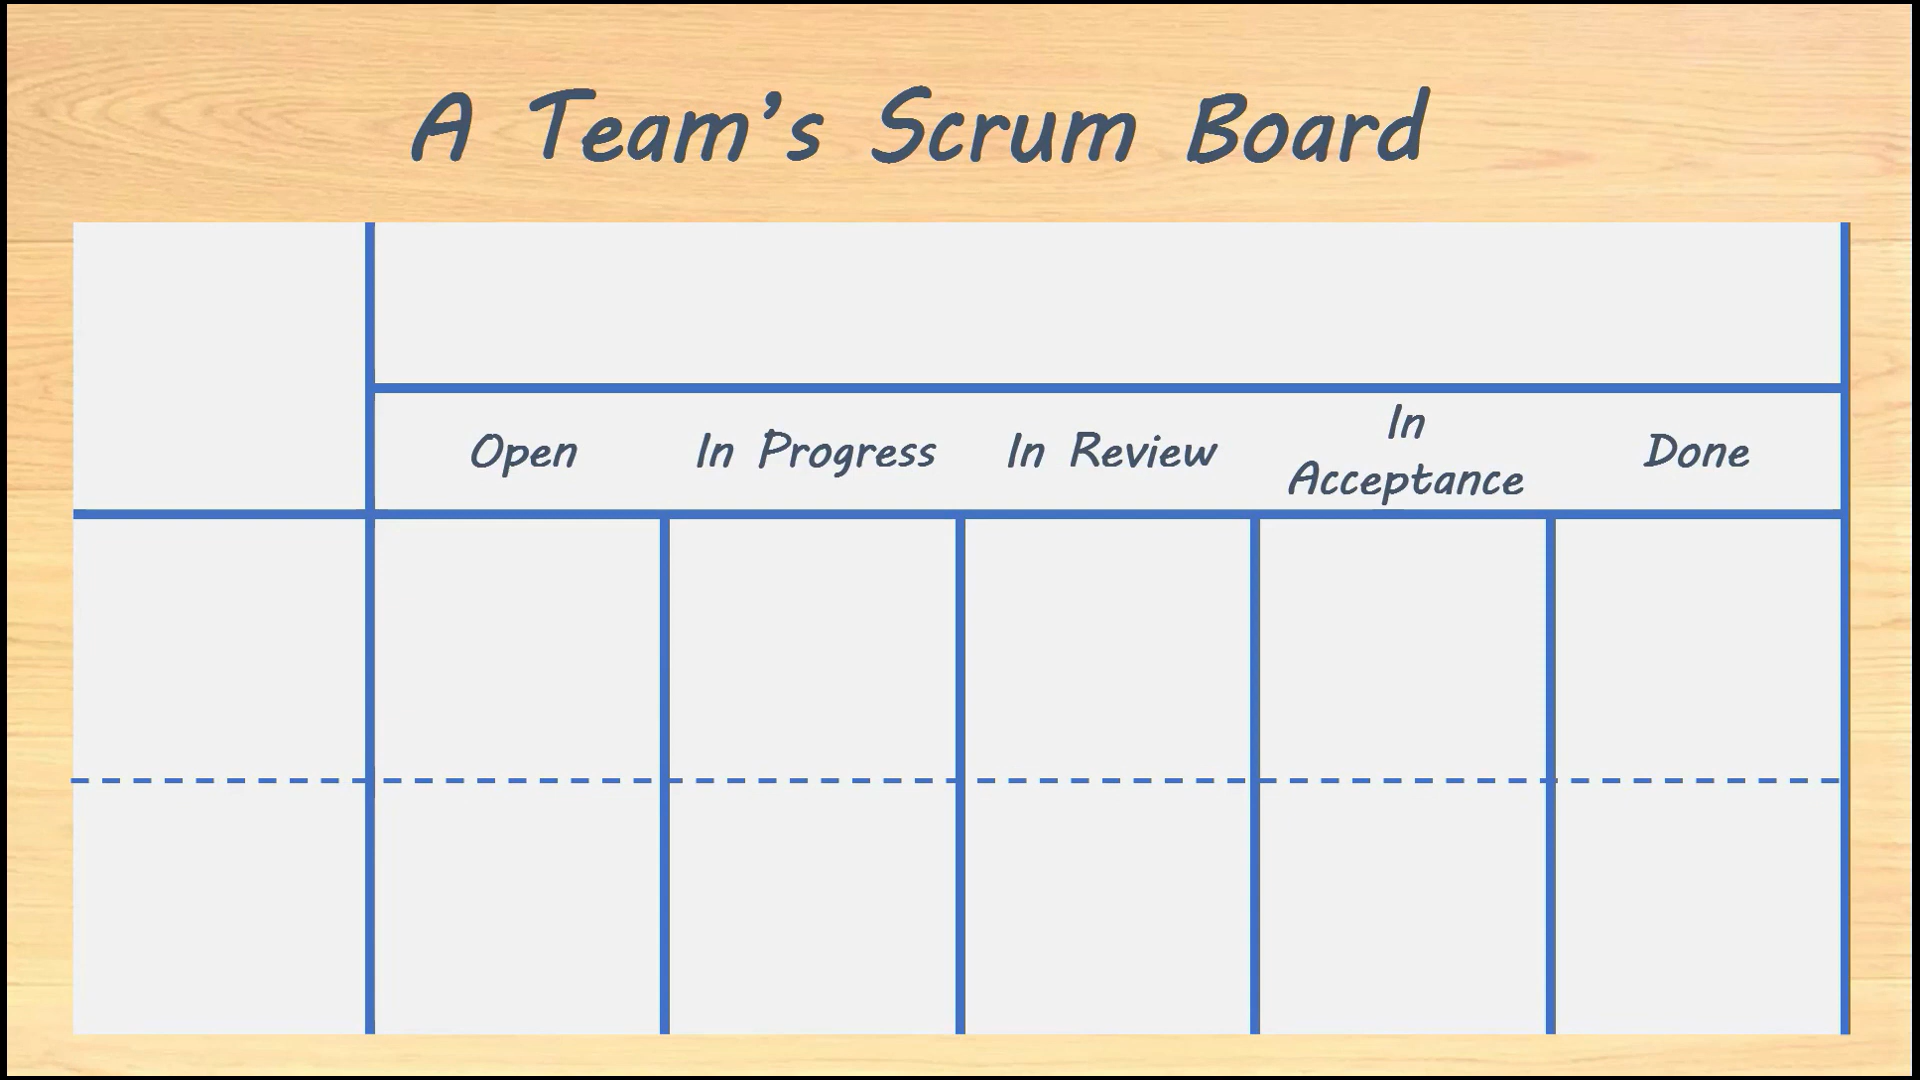 A Team’s Scrum Board
Open
In Progress
In Review
In
Acceptance
Done